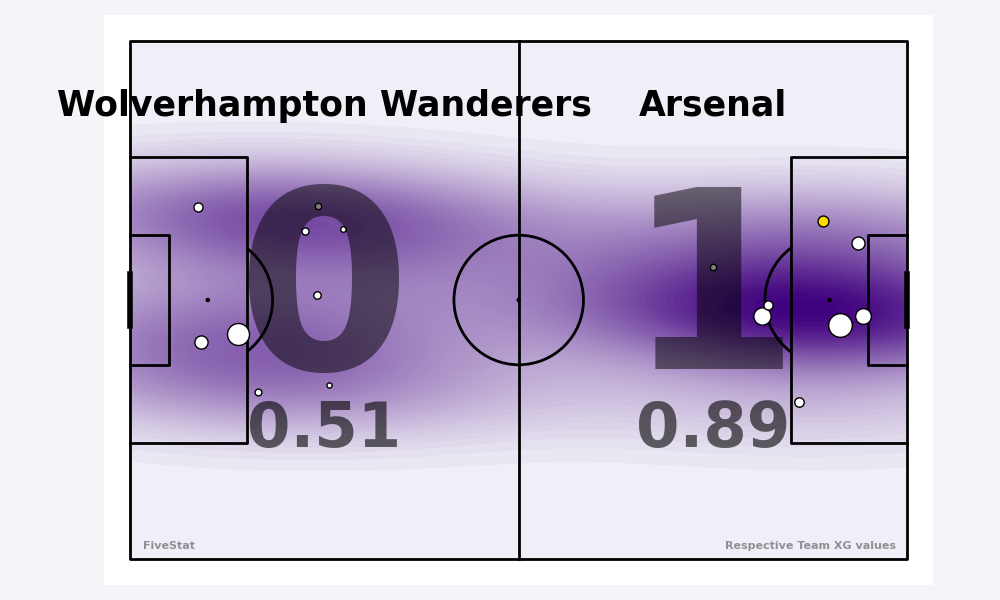 Wolverhampton Wanderers Arsenal
0 1
0.51 0.89
FiveStat Respective Team XG values